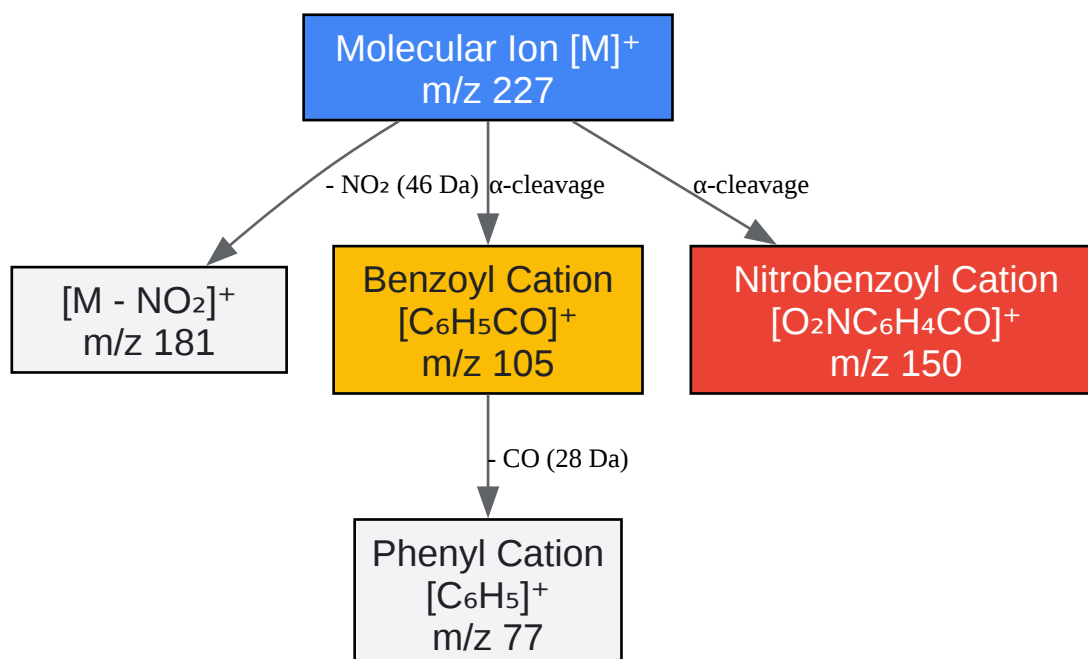 Molecular Ion [M]⁺
m/z 227
- NO₂ (46 Da)
α-cleavage
α-cleavage
[M - NO₂]⁺
m/z 181
Benzoyl Cation
[C₆H₅CO]⁺
m/z 105
Nitrobenzoyl Cation
[O₂NC₆H₄CO]⁺
m/z 150
- CO (28 Da)
Phenyl Cation
[C₆H₅]⁺
m/z 77